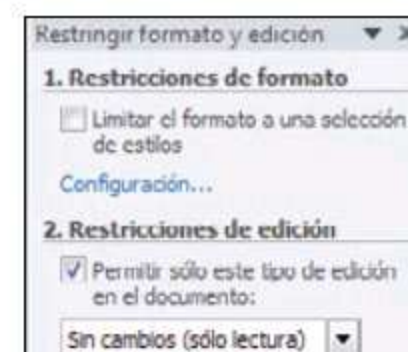 Restringir formato y edición
1. Restricciones de formato
Limitar el formato a una selección
de estilos
Configuración...
2. Restricciones de edición
Permitir sólo este tipo de edición
en el documento:
Sin cambios (sólo lectura)